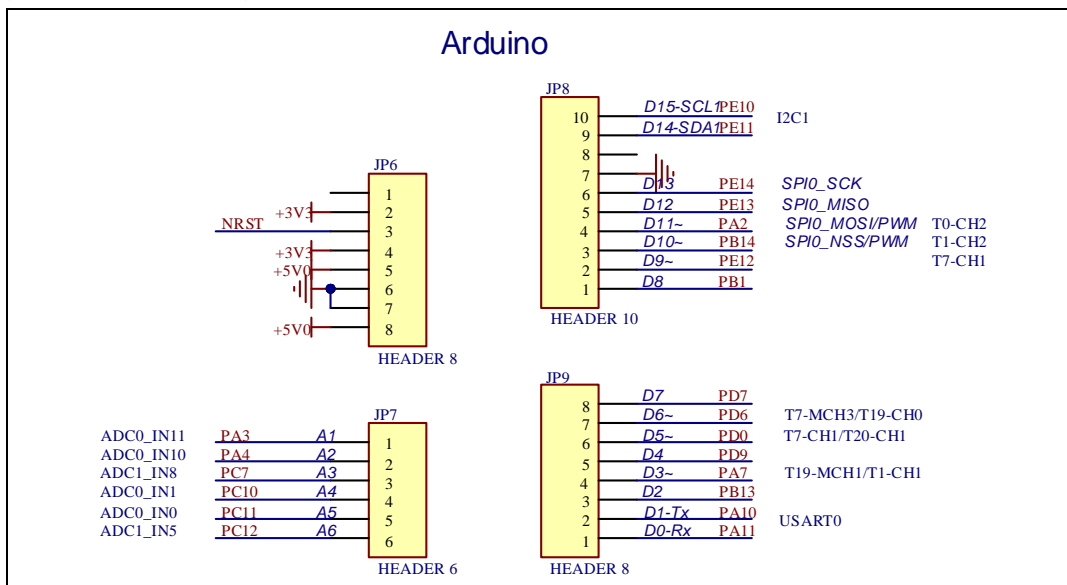 Arduino
JP8
10 D15-SCL1 PE10 I2C1
9 D14-SDA1 PE11
8
7
6 D13 PE14 SPI0_SCK
5 D12 PE13 SPI0_MISO
4 D11~ PA2 SPI0_MOSI/PWM T0-CH2
3 D10~ PB14 SPI0_NSS/PWM T1-CH2
2 D9~ PE12 T7-CH1
1 D8 PB1
HEADER 10
JP6
1
+3V3 2
NRST 3
+3V3 4
+5V0 5
6
7
+5V0 8
HEADER 8
JP7
ADC0_IN11 PA3 A1 1
ADC0_IN10 PA4 A2 2
ADC1_IN8 PC7 A3 3
ADC0_IN1 PC10 A4 4
ADC0_IN0 PC11 A5 5
ADC1_IN5 PC12 A6 6
HEADER 6
JP9
8 D7 PD7
7 D6~ PD6 T7-MCH3/T19-CH0
6 D5~ PD0 T7-CH1/T20-CH1
5 D4 PD9
4 D3~ PA7 T19-MCH1/T1-CH1
3 D2 PB13
2 D1-Tx PA10 USART0
1 D0-Rx PA11
HEADER 8